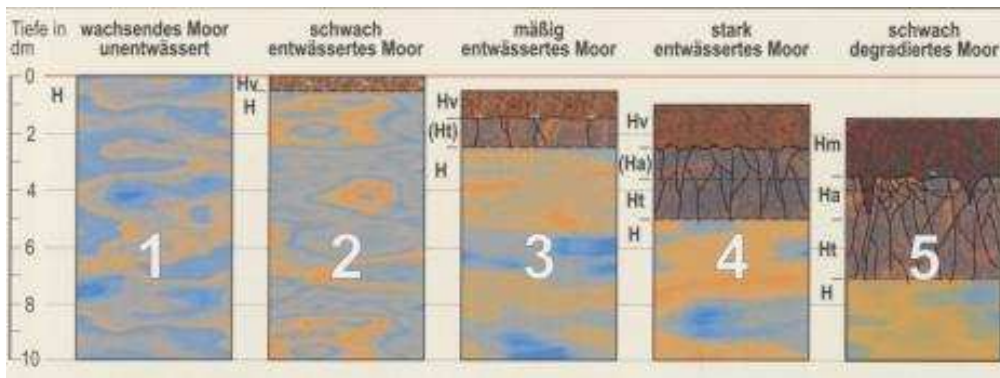 Tiefe in
dm
wachsendes Moor
unentwässert
schwach
entwässertes Moor
mäßig
entwässertes Moor
stark
entwässertes Moor
schwach
degradiertes Moor
0
2
4
6
8
10
H
1
Hv
H
2
Hv
(Ht)
H
3
Hv
(Ha)
Ht
H
4
Hm
Ha
Ht
H
5